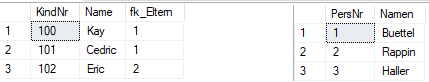 KindNr Name fk_Eltern
1 100 Kay 1
2 101 Cedric 1
3 102 Eric 2
PersNr Namen
1 1 Buettel
2 2 Rappin
3 3 Haller